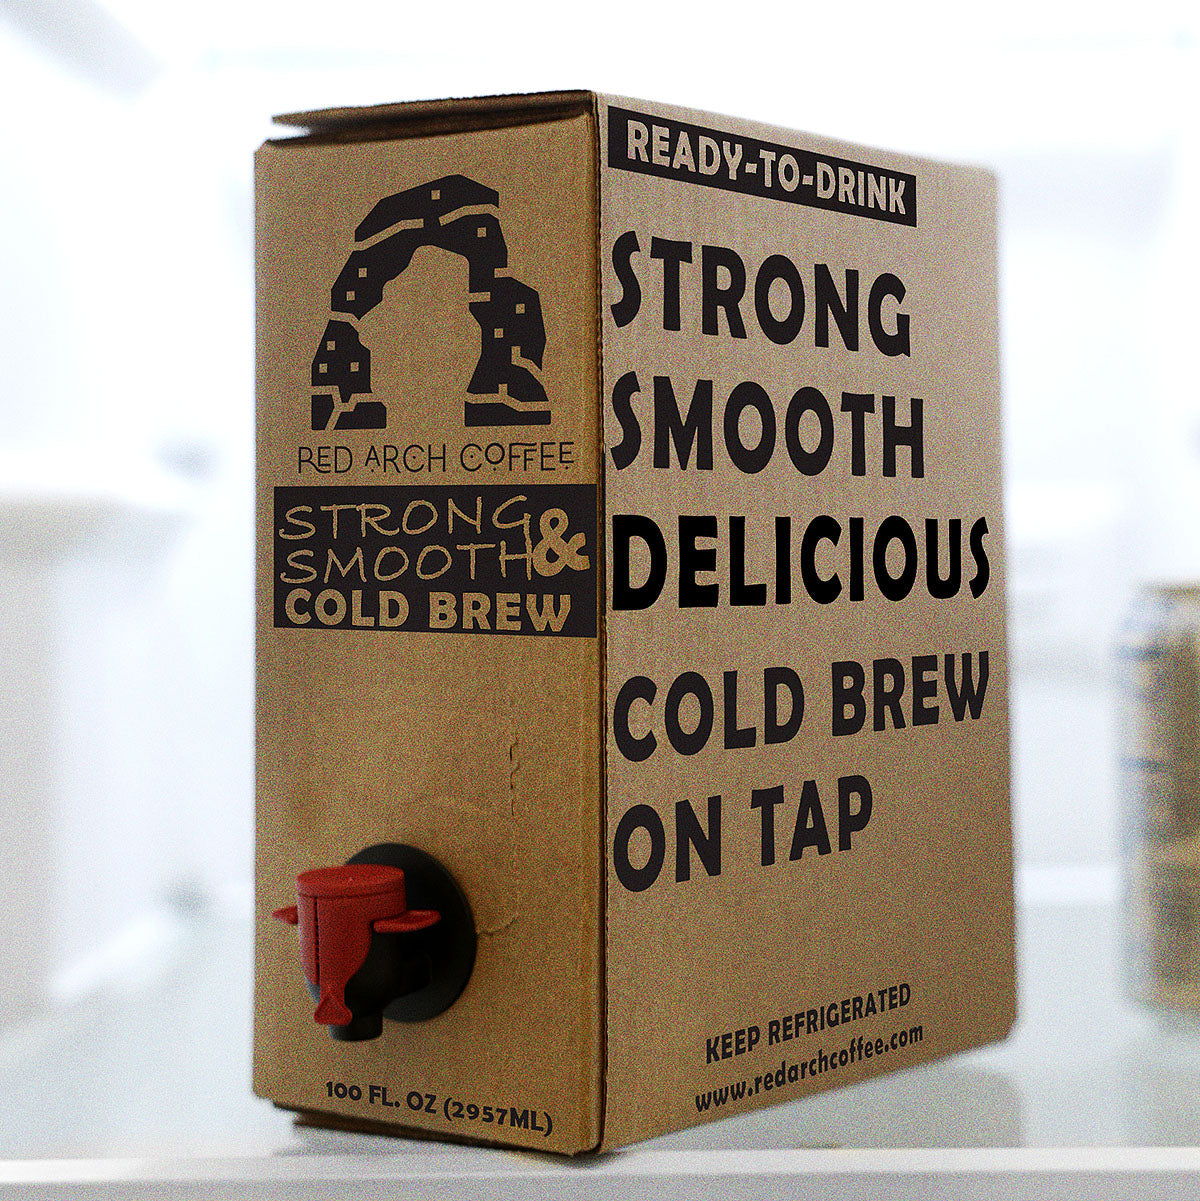 RED ARCH COFFEE
STRONG &
SMOOTH
COLD BREW
100 FL. OZ (2957ML)
READY-TO-DRINK
STRONG
SMOOTH
DELICIOUS
COLD BREW
ON TAP
KEEP REFRIGERATED
www.redarchcoffee.com